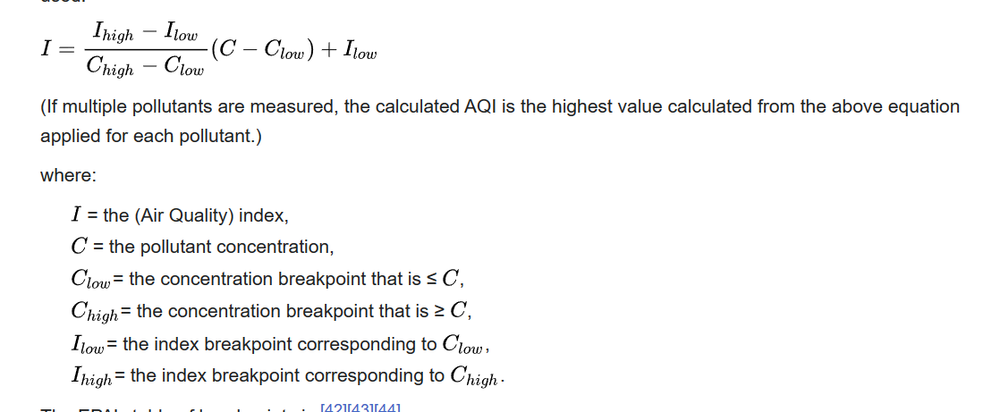 I = \frac{I_{high} - I_{low}}{C_{high} - C_{low}}(C - C_{low}) + I_{low}
(If multiple pollutants are measured, the calculated AQI is the highest value calculated from the above equation
applied for each pollutant.)
where:
I = the (Air Quality) index,
C = the pollutant concentration,
C_{low} = the concentration breakpoint that is ≤ C,
C_{high} = the concentration breakpoint that is ≥ C,
I_{low} = the index breakpoint corresponding to C_{low},
I_{high} = the index breakpoint corresponding to C_{high}.
[42][43][44]